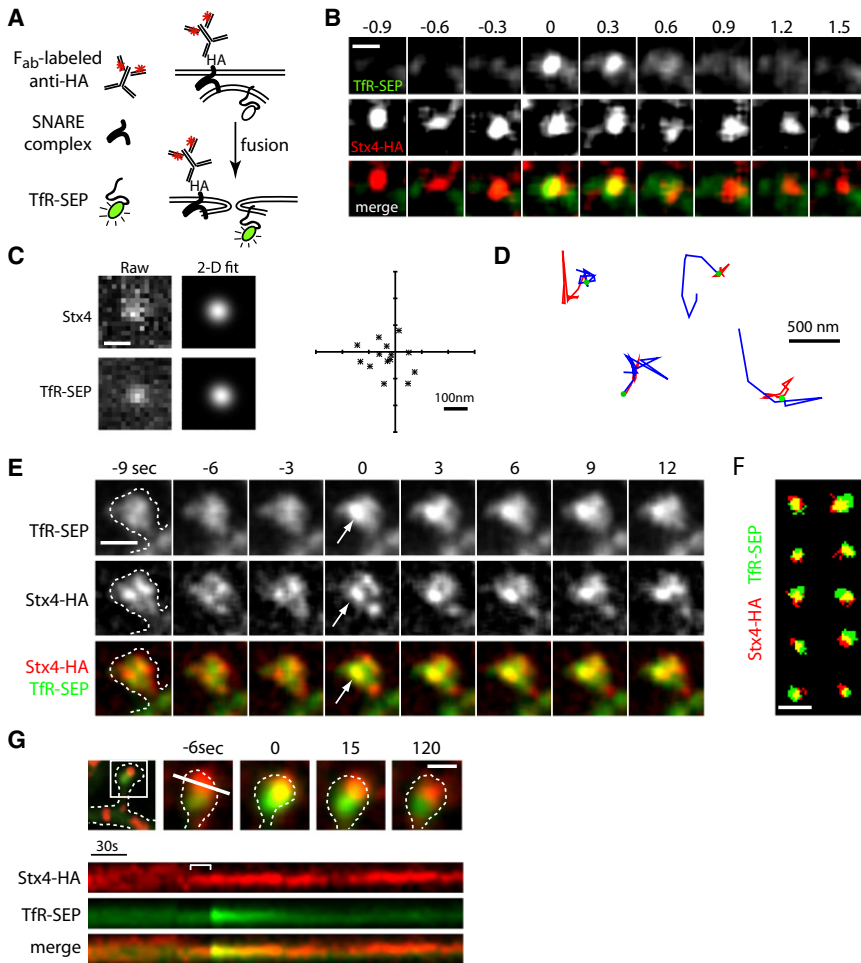 A
Fab-labeled
anti-HA
SNARE
complex
TfR-SEP
HA
fusion
HA
B
-0.9 -0.6 -0.3 0 0.3 0.6 0.9 1.2 1.5
TfR-SEP
Stx4-HA
merge
C
Raw 2-D fit
Stx4
TfR-SEP
100nm
D
500 nm
E
-9 sec -6 -3 0 3 6 9 12
TfR-SEP
Stx4-HA
Stx4-HA
TfR-SEP
F
Stx4-HA TfR-SEP
G
-6sec 0 15 120
30s
Stx4-HA
TfR-SEP
merge